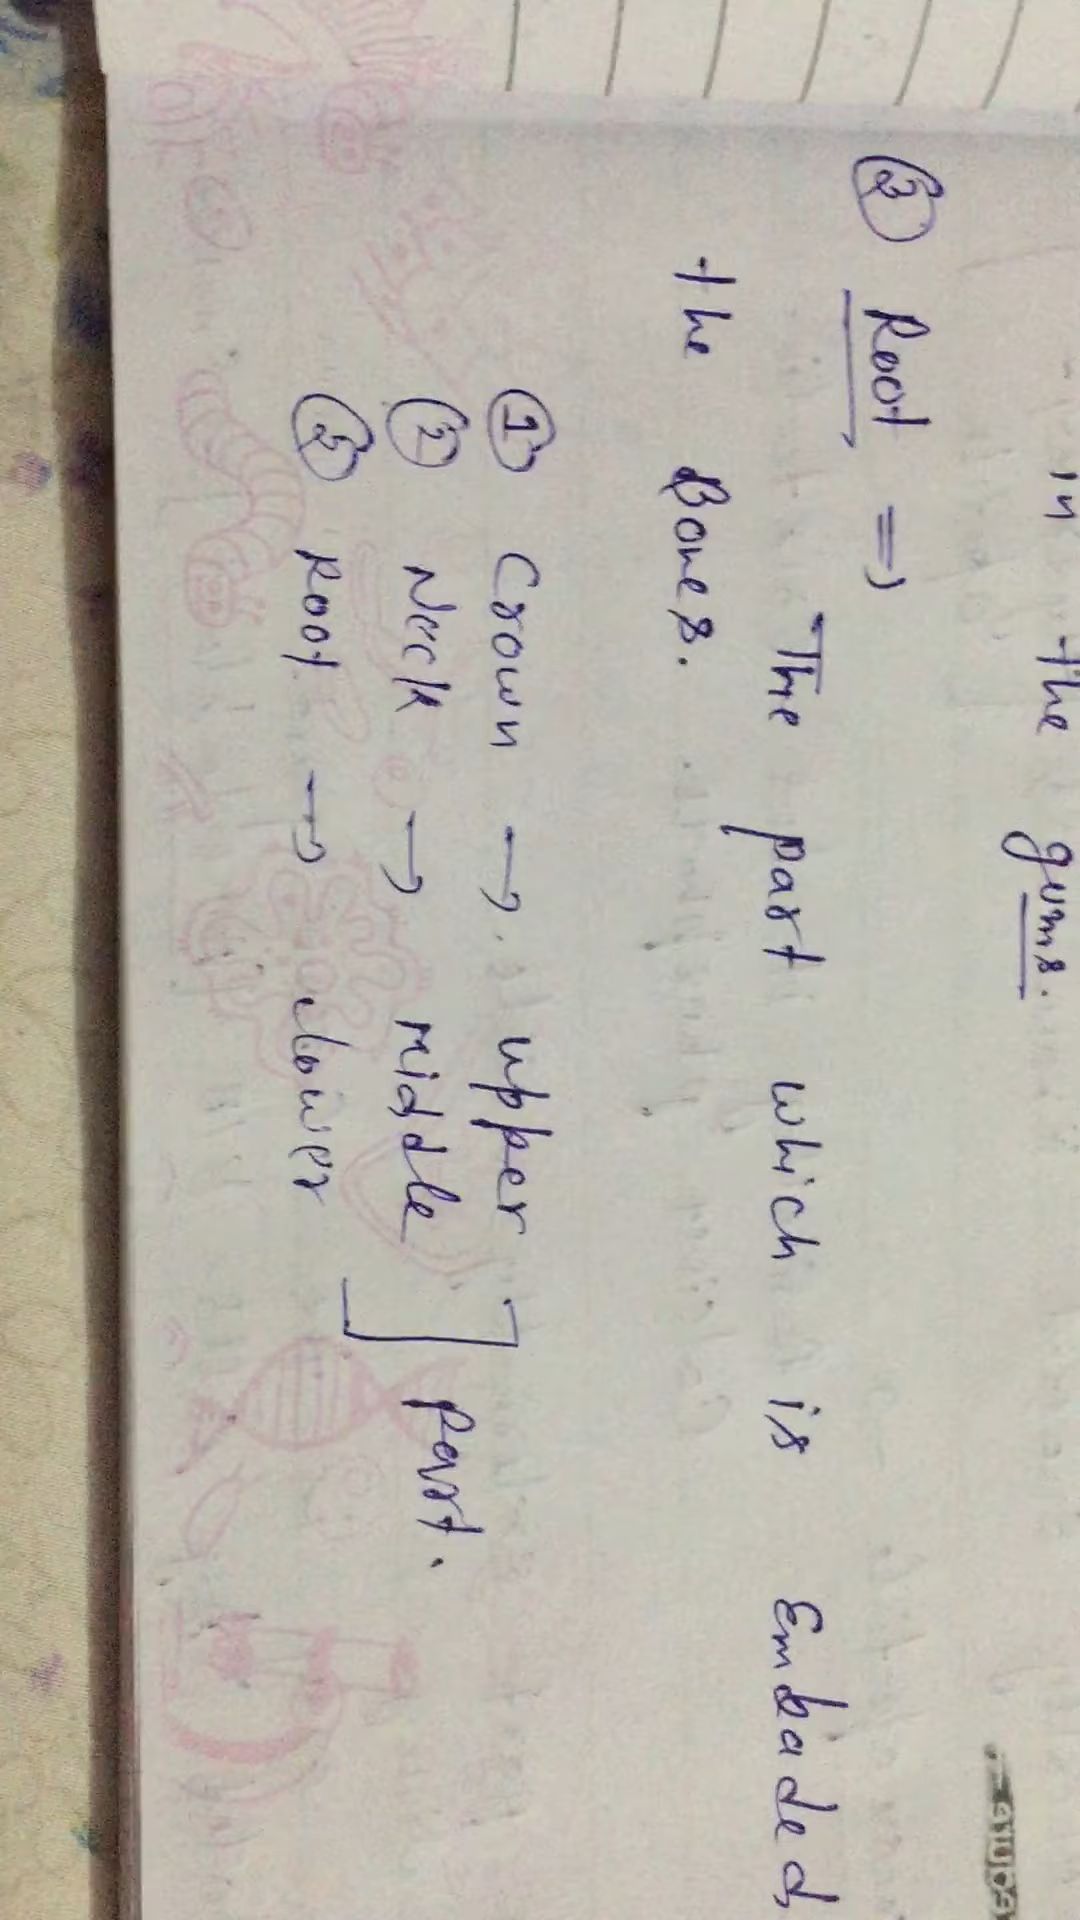 in the gums.
③ Root ⇒
The part which is Embaded
the Bones.
① Crown → upper
② Neck → middle ] Part.
③ Root → lower